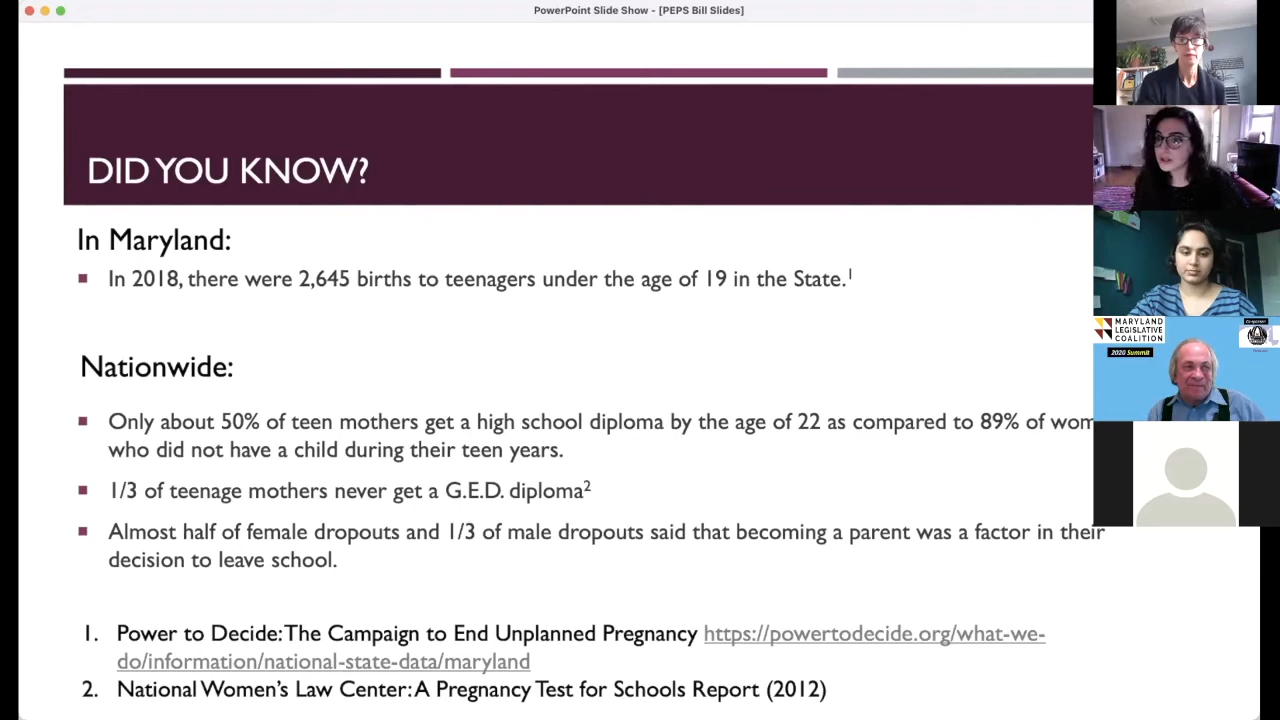 PowerPoint Slide Show - [PEPS Bill Slides]
DID YOU KNOW?
In Maryland:
■ In 2018, there were 2,645 births to teenagers under the age of 19 in the State.¹
Nationwide:
■ Only about 50% of teen mothers get a high school diploma by the age of 22 as compared to 89% of wom
who did not have a child during their teen years.
■ 1/3 of teenage mothers never get a G.E.D. diploma²
■ Almost half of female dropouts and 1/3 of male dropouts said that becoming a parent was a factor in their
decision to leave school.
1. Power to Decide: The Campaign to End Unplanned Pregnancy https://powertodecide.org/what-we-
do/information/national-state-data/maryland
2. National Women's Law Center: A Pregnancy Test for Schools Report (2012)
MARYLAND
LEGISLATIVE
COALITION
2020 Summit